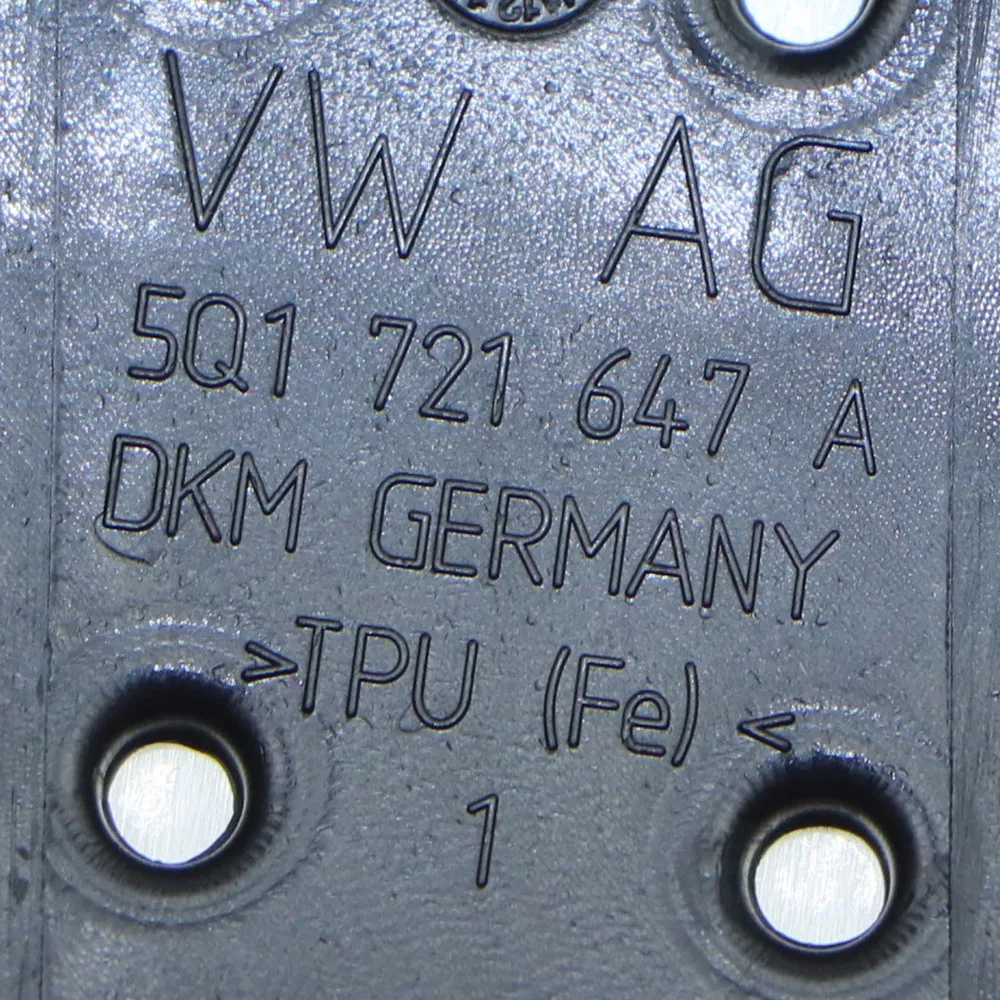 VW AG
5Q1 721 647 A
DKM GERMANY
>TPU (Fe) <
1